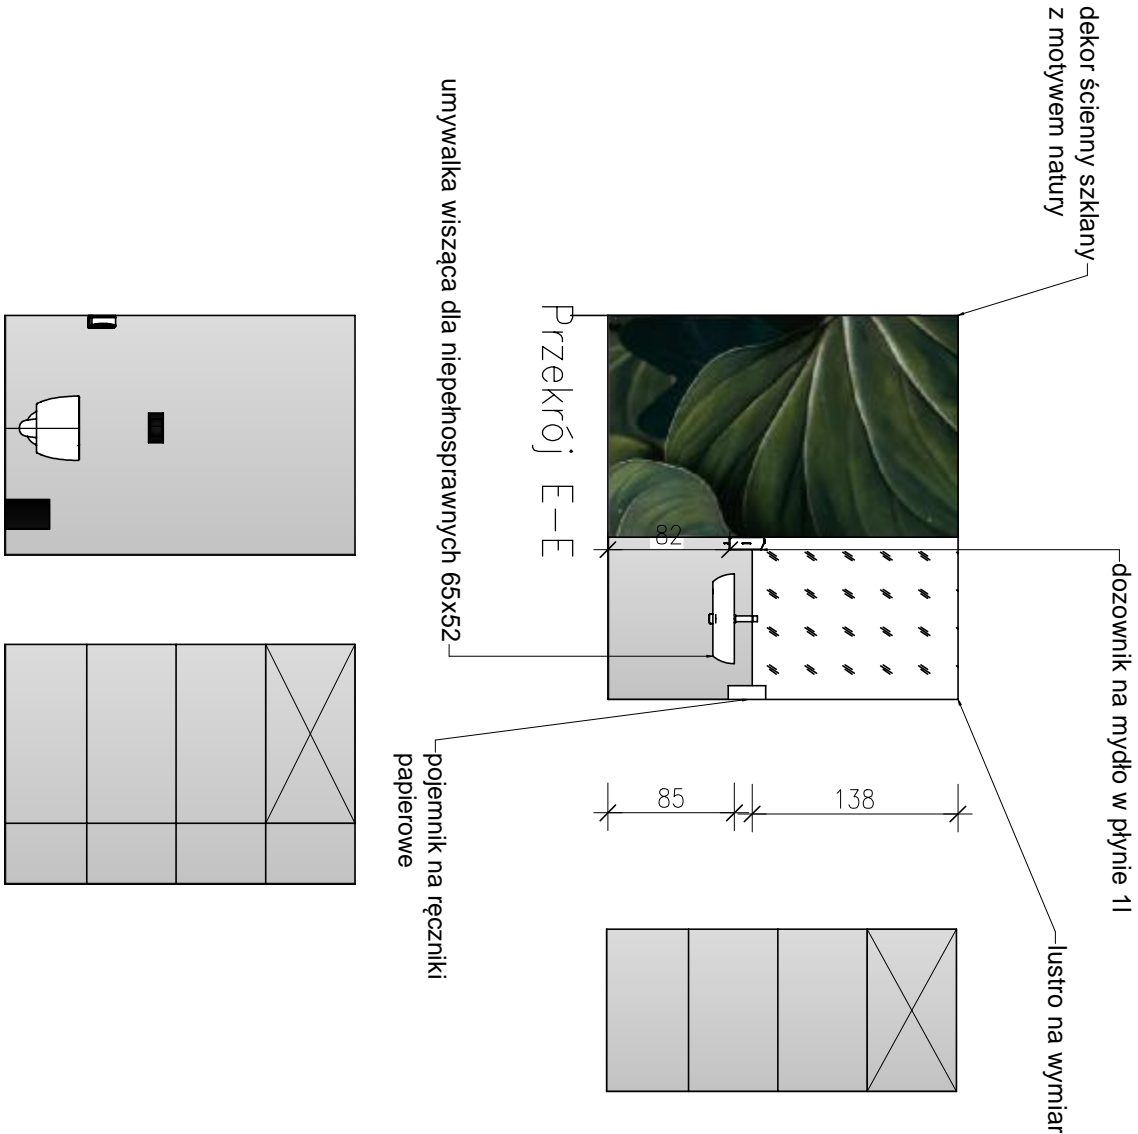 dekor ścienny szklany
z motywem natury
dozownik na mydło w płynie 1l
lustro na wymiar
82
85
138
Przekrój E-E
umywalka wisząca dla niepełnosprawnych 65x52
pojemnik na ręczniki
papierowe